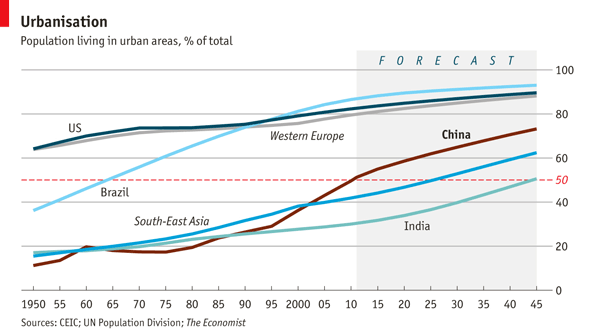 Urbanisation
Population living in urban areas, % of total
FORECAST
100
80
60
50
40
20
0
US
Western Europe
China
Brazil
South-East Asia
India
1950 55 60 65 70 75 80 85 90 95 2000 05 10 15 20 25 30 35 40 45
Sources: CEIC; UN Population Division; The Economist